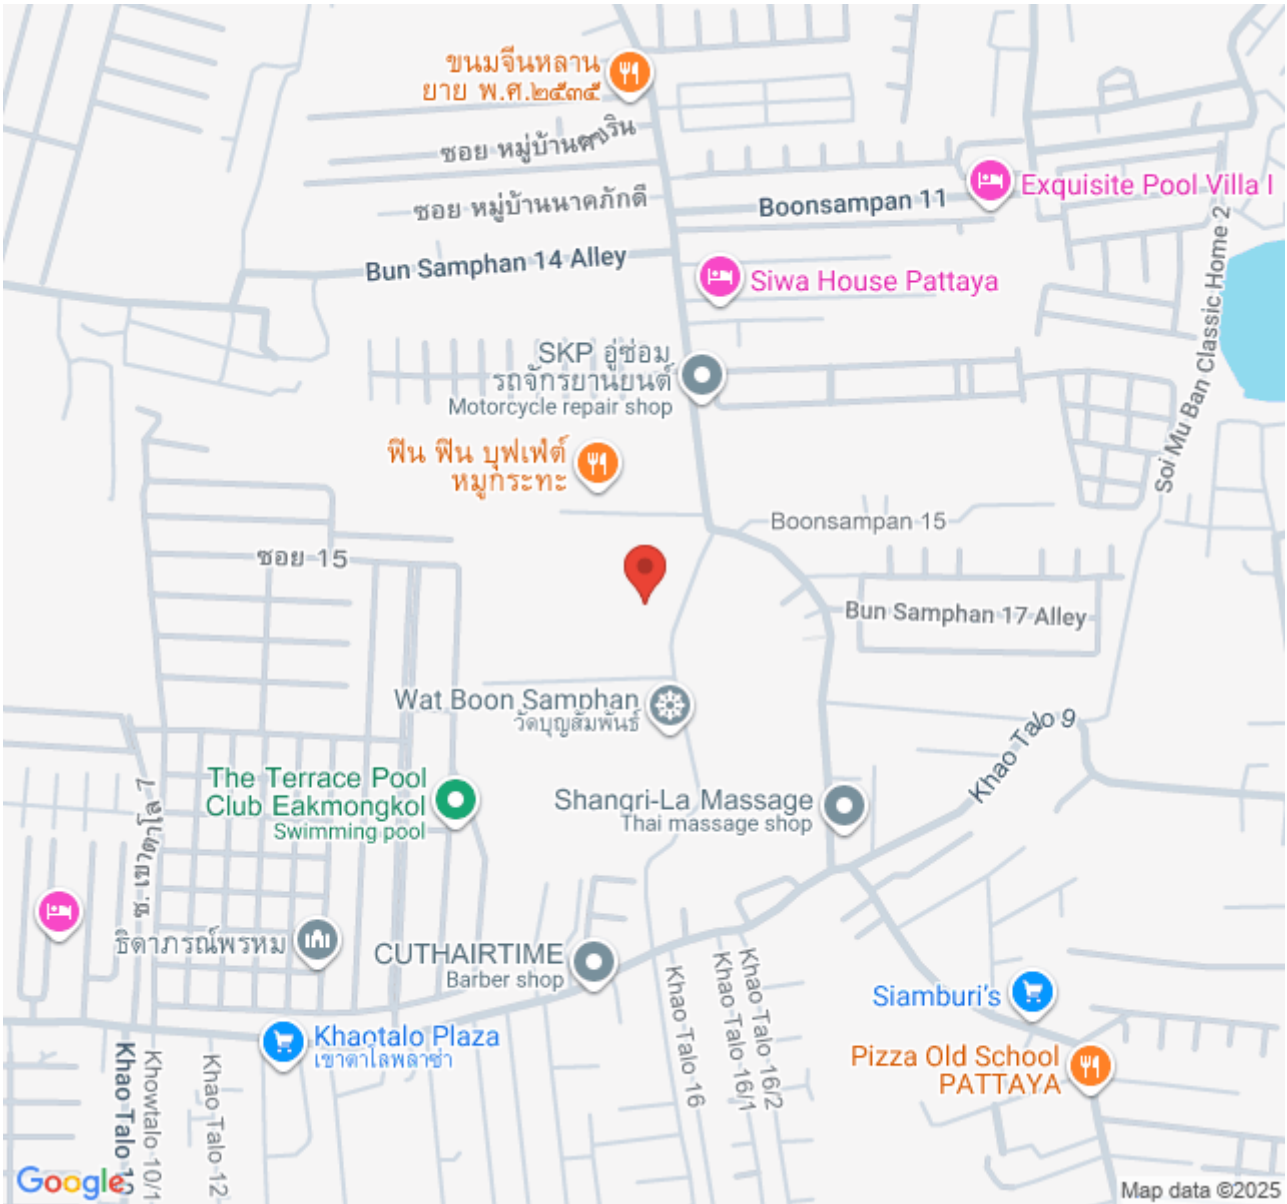 ขนมจีนหลาน
ยาย พ.ศ.๒๕๓๕
ซอย หมู่บ้านศุ
ริน
ซอย หมู่บ้านนาคภักดี
Boonsampan 11
Exquisite Pool Villa I
Bun Samphan 14 Alley
Siwa House Pattaya
Soi Mu Ban Classic Home 2
SKP อู่ซ่อม
รถจักรยานยนต์
Motorcycle repair shop
ฟิน ฟิน บุฟเฟ่ต์
หมูกระทะ
Boonsampan 15
ซอย 15
Bun Samphan 17 Alley
Wat Boon Samphan
วัดบุญสัมพันธ์
Khao Talo 9
The Terrace Pool
Club Eakmongkol
Swimming pool
Shangri-La Massage
Thai massage shop
ซ. เขาตาโล 7
ธิดาภรณ์พรหม
CUTHAIRTIME
Barber shop
Siamburi's
Khaotalo Plaza
เขาตาโลพลาซ่า
Pizza Old School
PATTAYA
Khao Talo 10
Khowtalo 10/1
Khao Talo 12
Khao Talo 16
Khao Talo 16/1
Khao Talo 16/2
Google
Map data ©2025